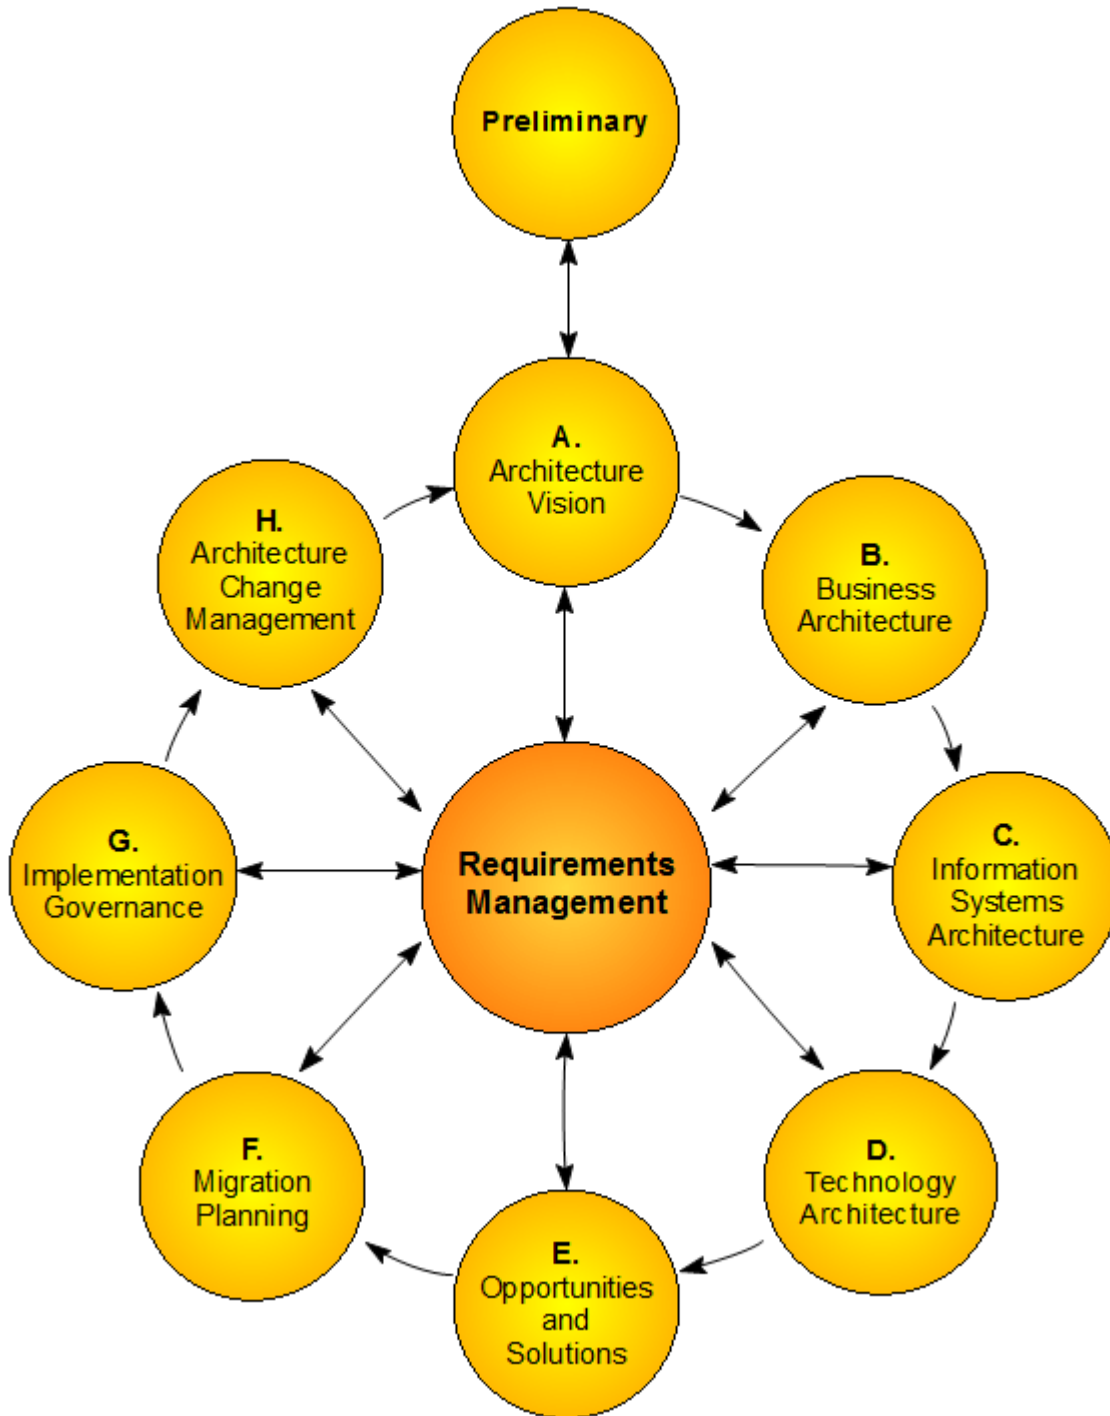 Preliminary
A.
Architecture
Vision
B.
Business
Architecture
C.
Information
Systems
Architecture
D.
Technology
Architecture
E.
Opportunities
and
Solutions
F.
Migration
Planning
G.
Implementation
Governance
H.
Architecture
Change
Management
Requirements
Management